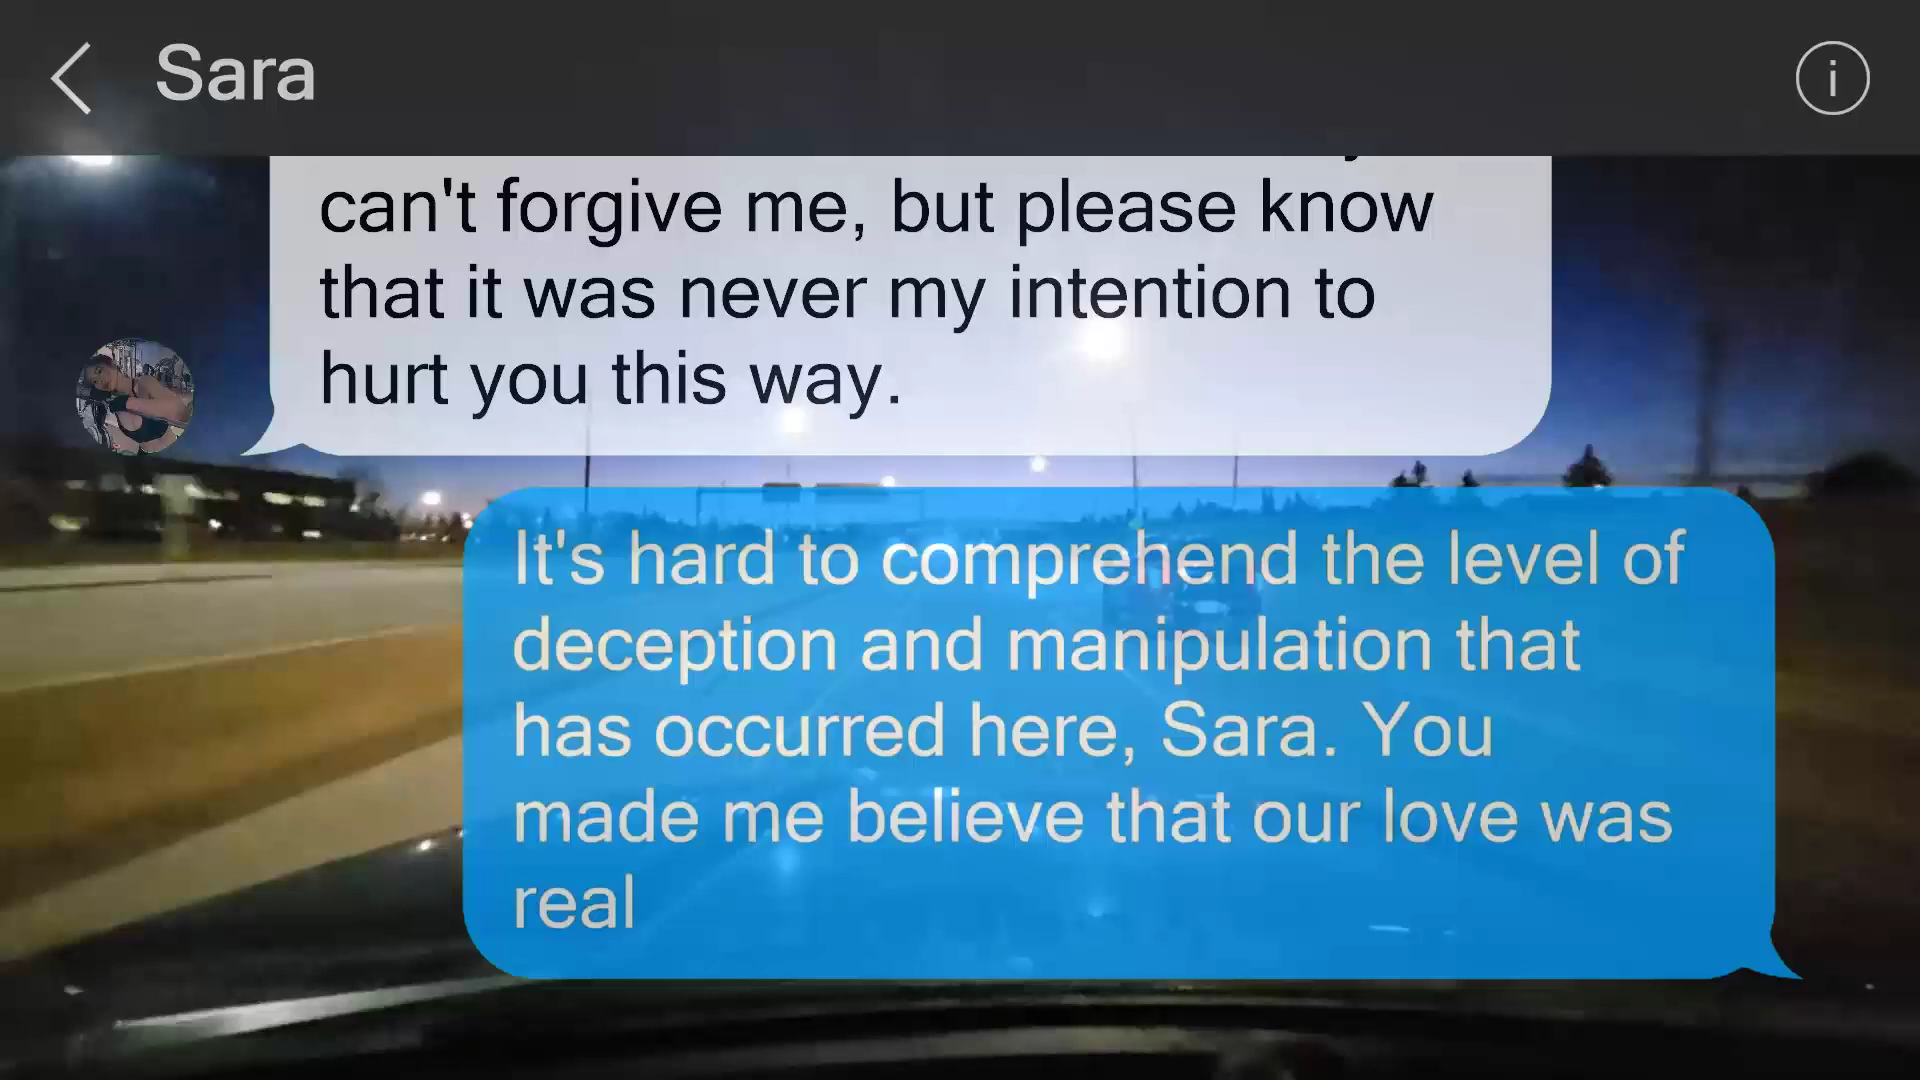 Sara
i
can't forgive me, but please know
that it was never my intention to
hurt you this way.
It's hard to comprehend the level of
deception and manipulation that
has occurred here, Sara. You
made me believe that our love was
real